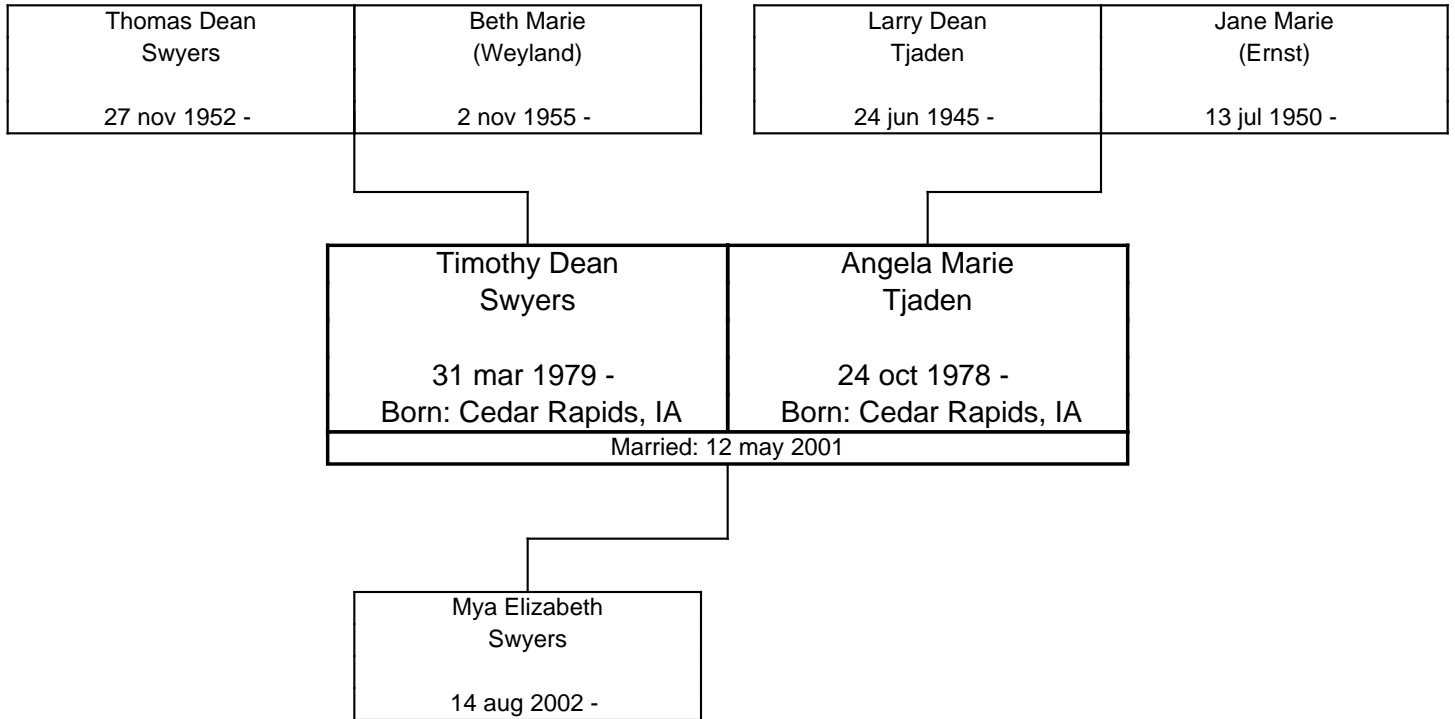 Thomas Dean
Swyers
27 nov 1952 -
Beth Marie
(Weyland)
2 nov 1955 -
Larry Dean
Tjaden
24 jun 1945 -
Jane Marie
(Ernst)
13 jul 1950 -
Timothy Dean
Swyers
31 mar 1979 -
Born: Cedar Rapids, IA
Angela Marie
Tjaden
24 oct 1978 -
Born: Cedar Rapids, IA
Married: 12 may 2001
Mya Elizabeth
Swyers
14 aug 2002 -